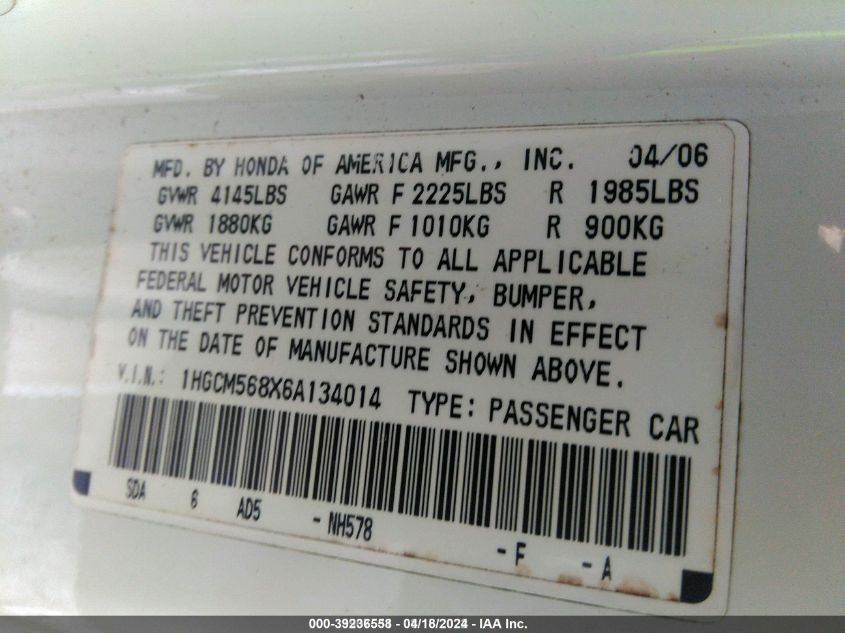 MFD. BY HONDA OF AMERICA MFG., INC. 04/06
GVWR 4145LBS GAWR F 2225LBS R 1985LBS
GVWR 1880KG GAWR F 1010KG R 900KG
THIS VEHICLE CONFORMS TO ALL APPLICABLE
FEDERAL MOTOR VEHICLE SAFETY, BUMPER,
AND THEFT PREVENTION STANDARDS IN EFFECT
ON THE DATE OF MANUFACTURE SHOWN ABOVE.
V.I.N.: 1HGCM568X6A134014 TYPE: PASSENGER CAR
SDA 6 AD5 - NH578 - F - A
000-39236558 - 04/18/2024 - IAA Inc.